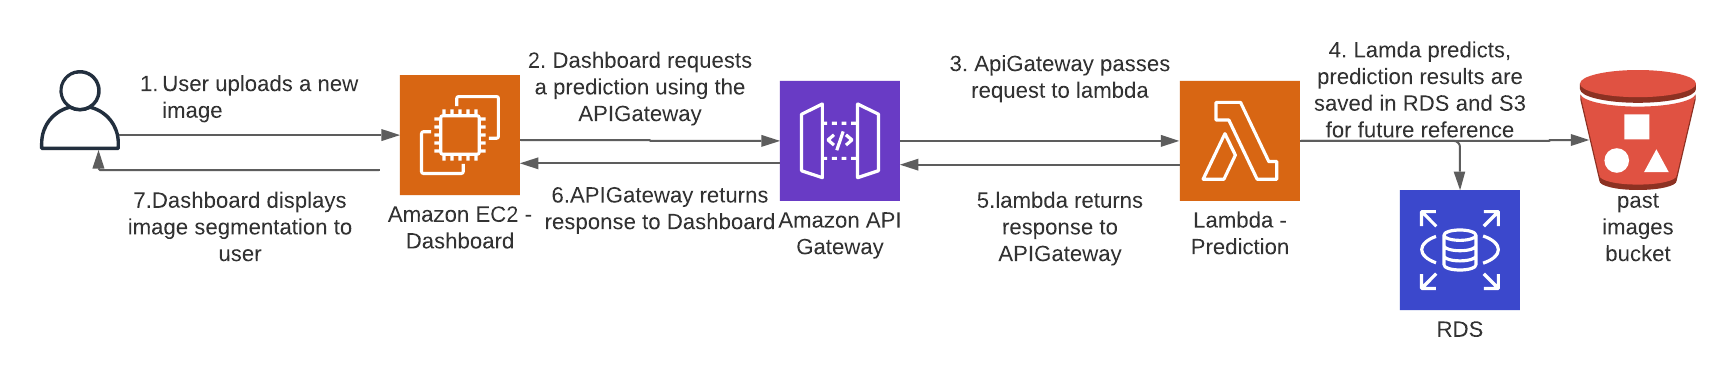 1. User uploads a new
image
2. Dashboard requests
a prediction using the
APIGateway
3. ApiGateway passes
request to lambda
4. Lamda predicts,
prediction results are
saved in RDS and S3
for future reference
7.Dashboard displays
image segmentation to
user
Amazon EC2 -
Dashboard
6.APIGateway returns
response to Dashboard
Amazon API
Gateway
5.lambda returns
response to
APIGateway
Lambda -
Prediction
past
images
bucket
RDS